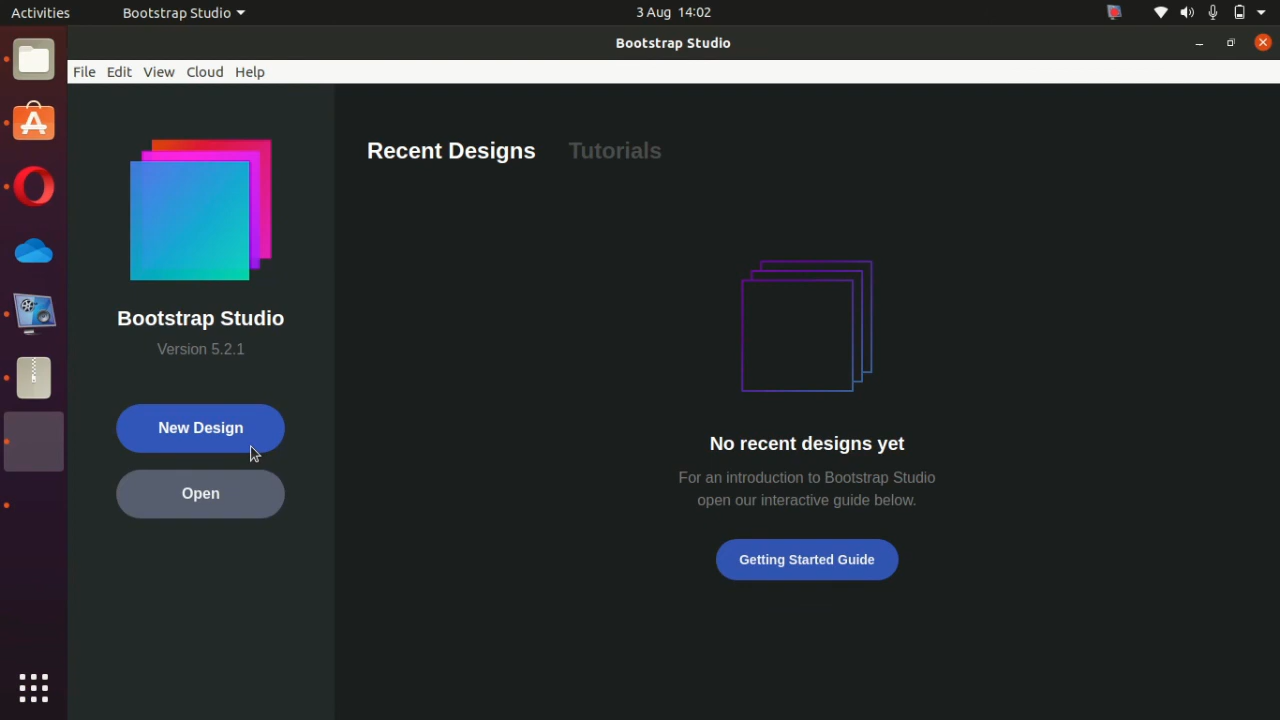 Activities
Bootstrap Studio
3 Aug 14:02
Bootstrap Studio
File Edit View Cloud Help
Recent Designs Tutorials
Bootstrap Studio
Version 5.2.1
New Design
Open
No recent designs yet
For an introduction to Bootstrap Studio
open our interactive guide below.
Getting Started Guide